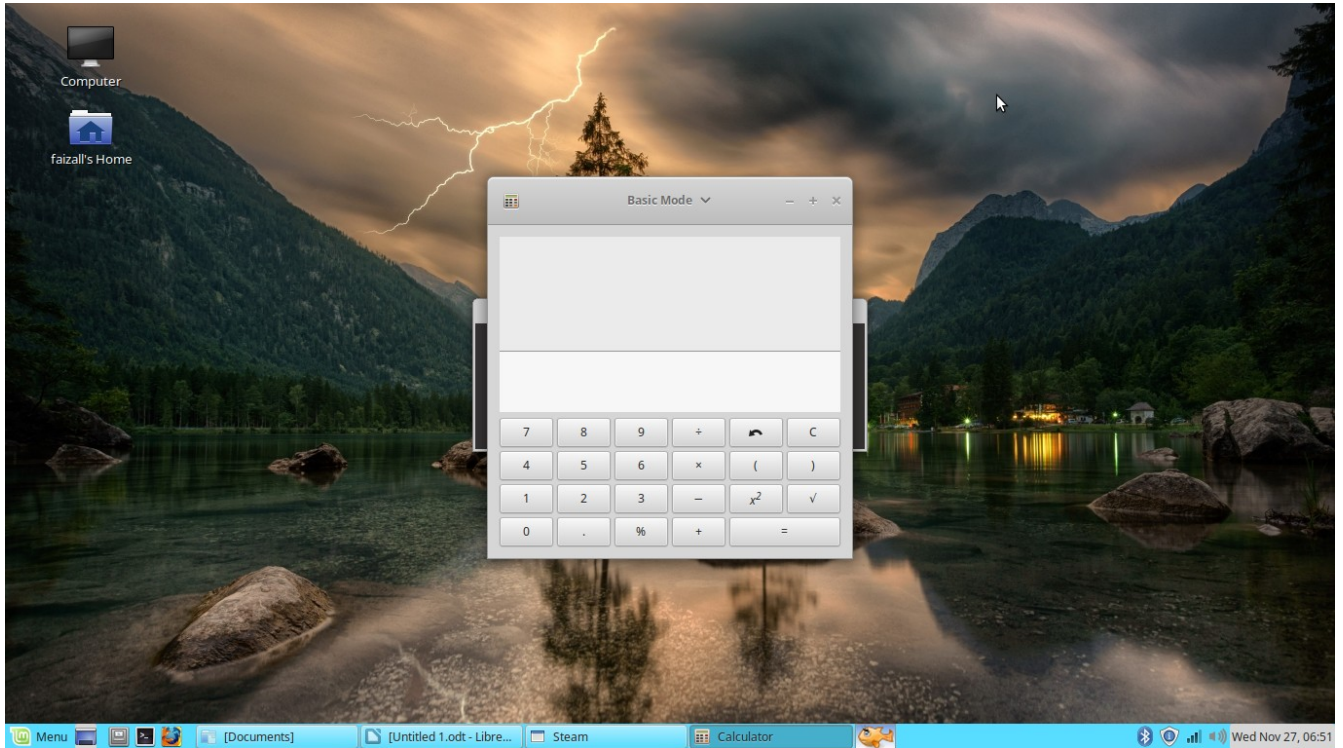 Computer
faizall's Home
Basic Mode
7 8 9 ÷ C
4 5 6 × ( )
1 2 3 − x² √
0 . % + =
Menu [Documents] [Untitled 1.odt - Libre... Steam Calculator Wed Nov 27, 06:51